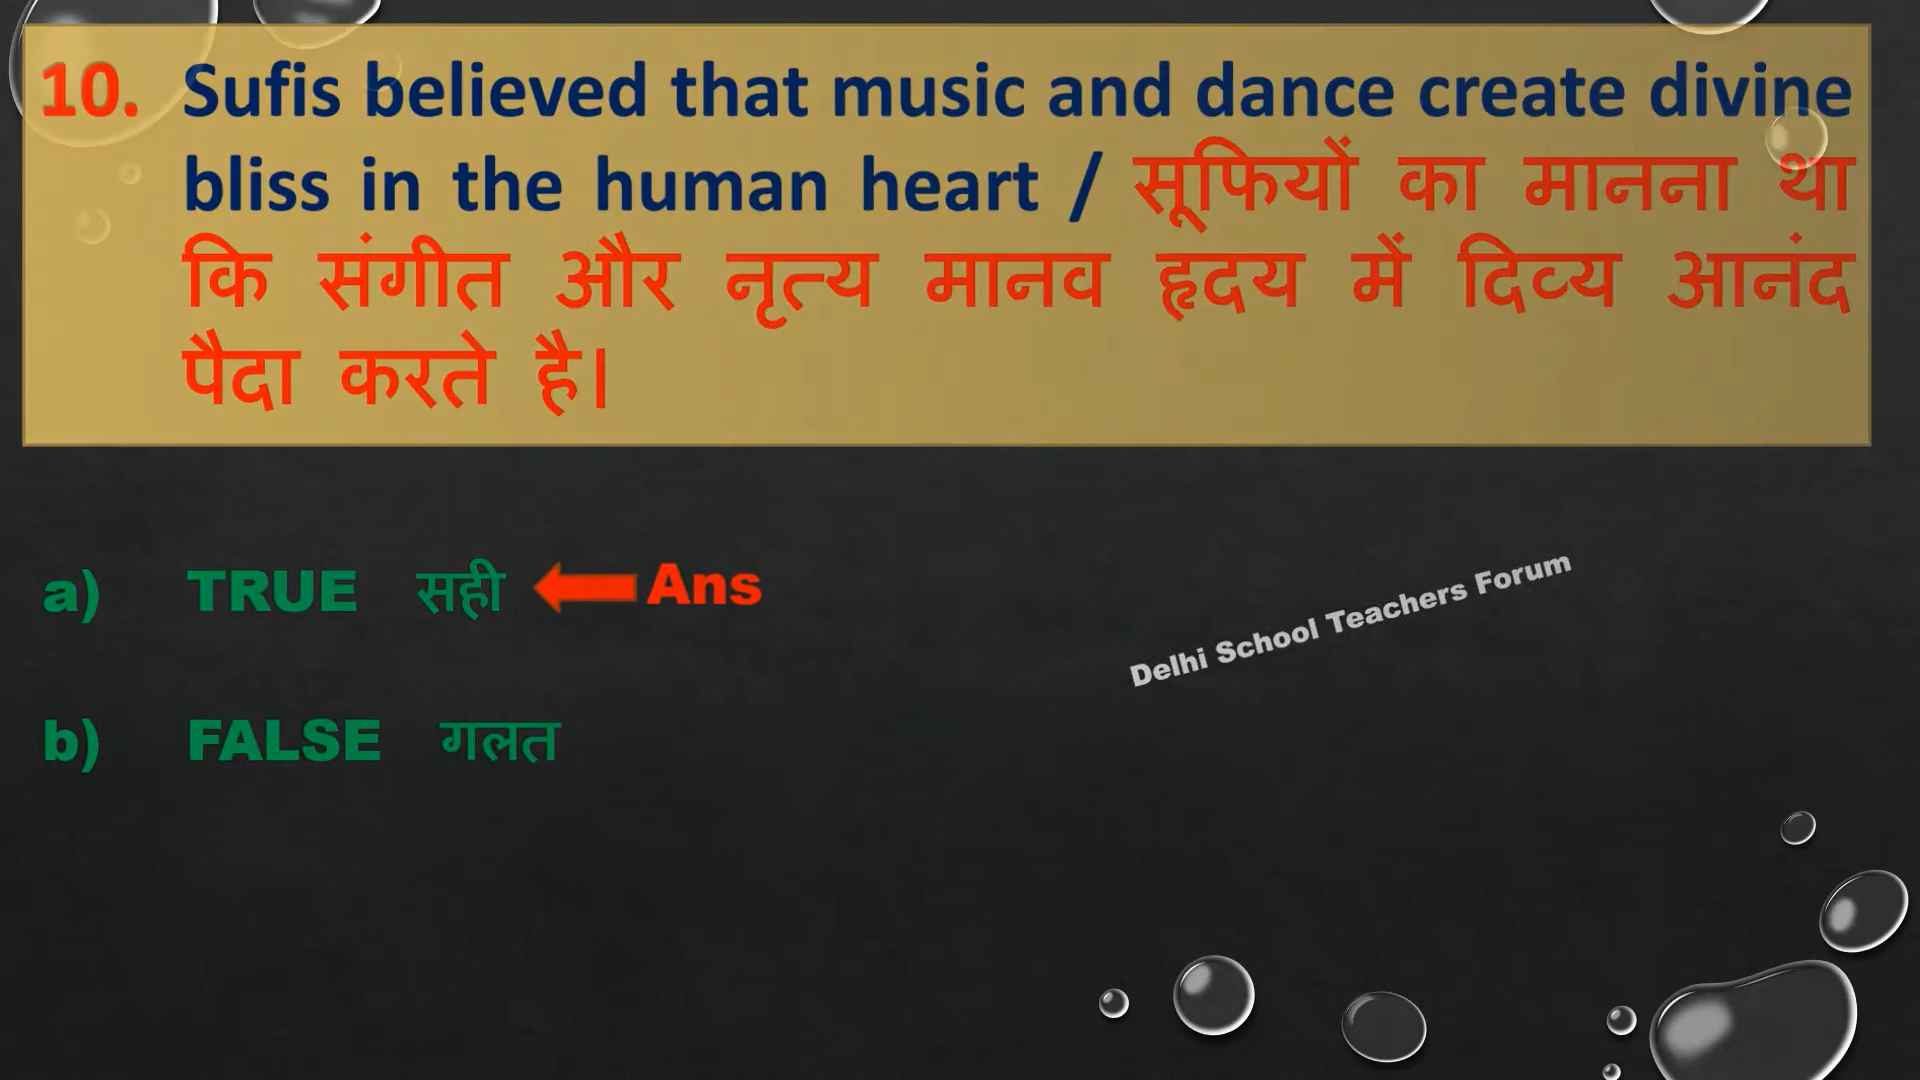 10. Sufis believed that music and dance create divine
bliss in the human heart / सूफियों का मानना था
कि संगीत और नृत्य मानव हृदय में दिव्य आनंद
पैदा करते है।
a) TRUE सही Ans
Delhi School Teachers Forum
b) FALSE गलत